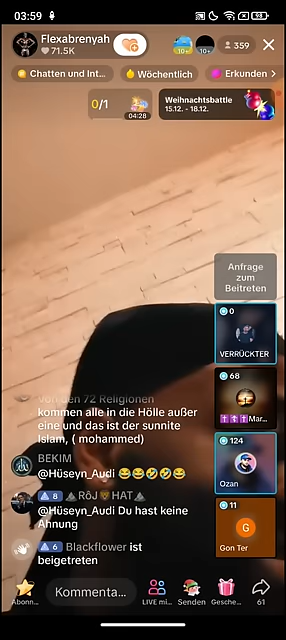 03:59
98
Flexabrenyah
71.5K
10+
10+
359
Chatten und Int...
Wöchentlich
Erkunden
0/1
04:28
Weihnachtsbattle
15.12. - 18.12.
Anfrage
zum
Beitreten
0
VERRÜCKTER
68
Mar...
124
Ozan
11
G
Gon Ter
von den 72 Religionen
kommen alle in die Hölle außer
eine und das ist der sunnite
Islam, ( mohammed)
BEKIM
@Hüseyn_Audi 😂😂🤣🤣😂
8 RôJ🦁HAT
@Hüseyn_Audi Du hast keine
Ahnung
6 Blackflower ist
beigetreten
Abonn...
Kommenta...
LIVE mi...
Senden
Gesche...
61